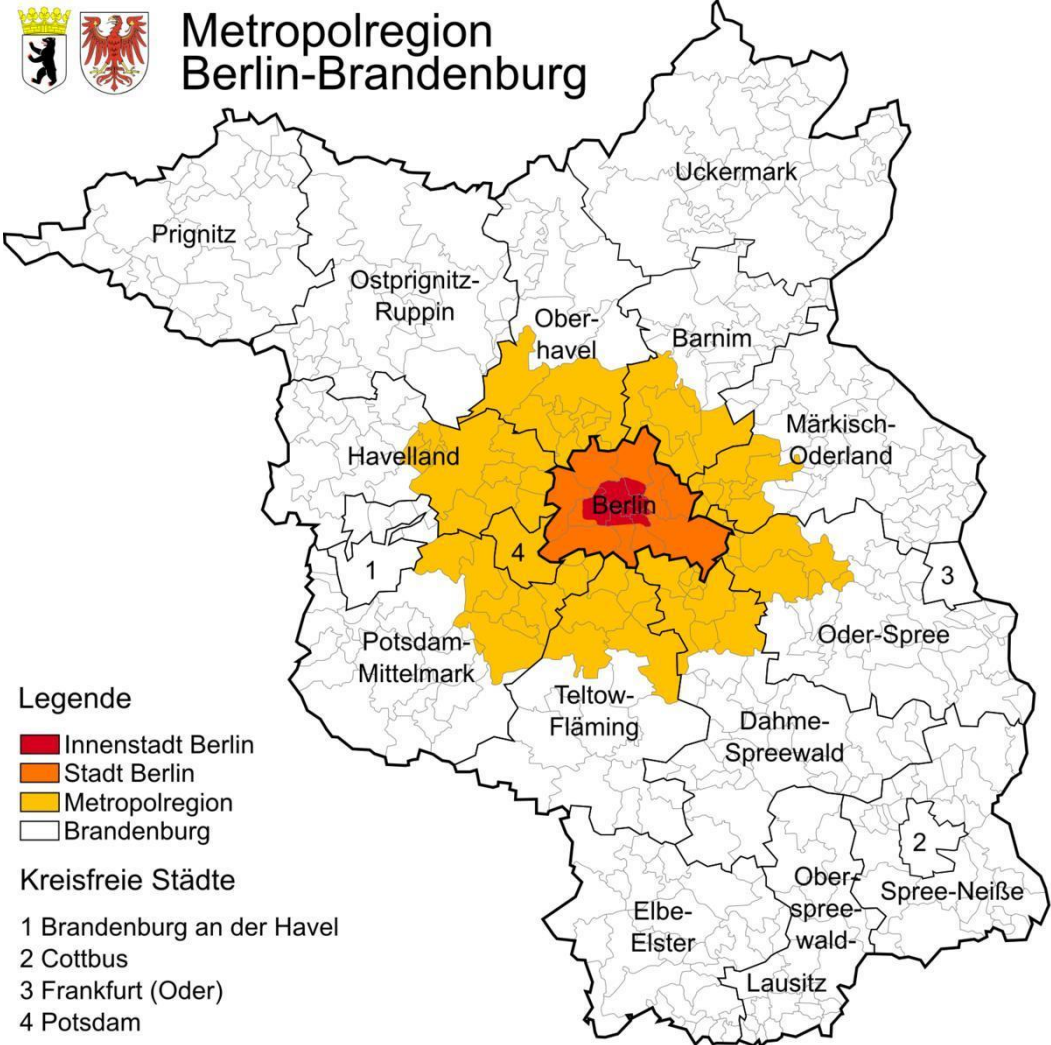 Metropolregion
Berlin-Brandenburg
Uckermark
Prignitz
Ostprignitz-
Ruppin
Ober-
havel
Barnim
Märkisch-
Oderland
Havelland
Berlin
4
1
3
Oder-Spree
Potsdam-
Mittelmark
Teltow-
Fläming
Dahme-
Spreewald
2
Spree-Neiße
Ober-
spree-
wald-
Lausitz
Elbe-
Elster
Legende
Innenstadt Berlin
Stadt Berlin
Metropolregion
Brandenburg
Kreisfreie Städte
1 Brandenburg an der Havel
2 Cottbus
3 Frankfurt (Oder)
4 Potsdam